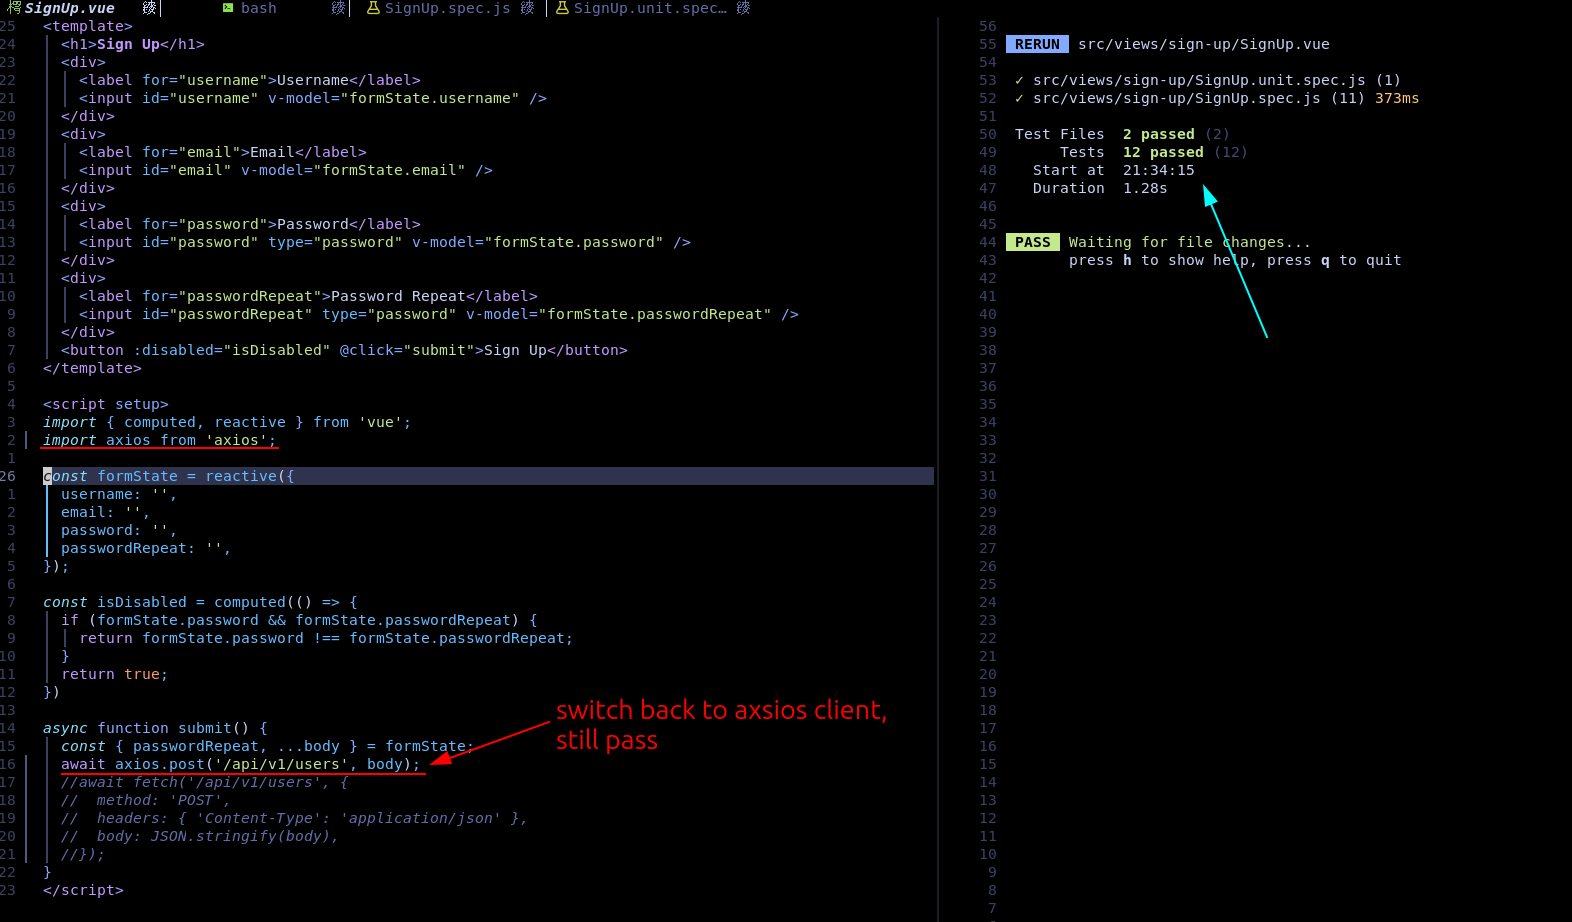 SignUp.vue bash SignUp.spec.js SignUp.unit.spec…
25 <template>
24 <h1>Sign Up</h1>
23 <div>
22 <label for="username">Username</label>
21 <input id="username" v-model="formState.username" />
20 </div>
19 <div>
18 <label for="email">Email</label>
17 <input id="email" v-model="formState.email" />
16 </div>
15 <div>
14 <label for="password">Password</label>
13 <input id="password" type="password" v-model="formState.password" />
12 </div>
11 <div>
10 <label for="passwordRepeat">Password Repeat</label>
9 <input id="passwordRepeat" type="password" v-model="formState.passwordRepeat" />
8 </div>
7 <button :disabled="isDisabled" @click="submit">Sign Up</button>
6 </template>
5
4 <script setup>
3 import { computed, reactive } from 'vue';
2 import axios from 'axios';
1
26 const formState = reactive({
1 username: '',
2 email: '',
3 password: '',
4 passwordRepeat: '',
5 });
6
7 const isDisabled = computed(() => {
8 if (formState.password && formState.passwordRepeat) {
9 return formState.password !== formState.passwordRepeat;
10 }
11 return true;
12 })
13
14 async function submit() {
15 const { passwordRepeat, ...body } = formState;
16 await axios.post('/api/v1/users', body);
17 //await fetch('/api/v1/users', {
18 // method: 'POST',
19 // headers: { 'Content-Type': 'application/json' },
20 // body: JSON.stringify(body),
21 //});
22 }
23 </script>
switch back to axsios client,
still pass
56
55 RERUN src/views/sign-up/SignUp.vue
54
53 ✓ src/views/sign-up/SignUp.unit.spec.js (1)
52 ✓ src/views/sign-up/SignUp.spec.js (11) 373ms
51
50 Test Files 2 passed (2)
49 Tests 12 passed (12)
48 Start at 21:34:15
47 Duration 1.28s
46
45
44 PASS Waiting for file changes...
43 press h to show help, press q to quit
42
41
40
39
38
37
36
35
34
33
32
31
30
29
28
27
26
25
24
23
22
21
20
19
18
17
16
15
14
13
12
11
10
9
8
7